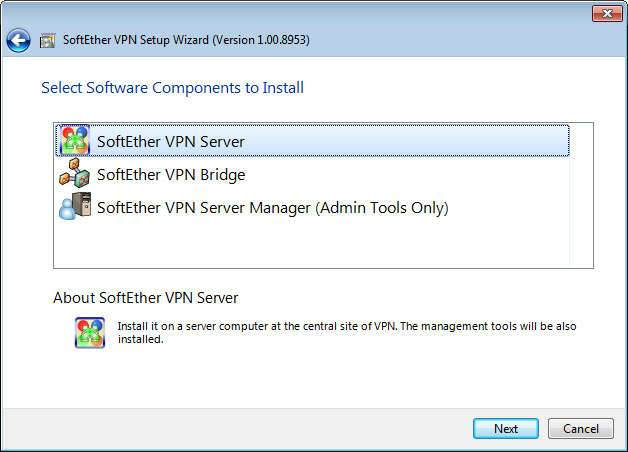 SoftEther VPN Setup Wizard (Version 1.00.8953)
Select Software Components to Install
SoftEther VPN Server
SoftEther VPN Bridge
SoftEther VPN Server Manager (Admin Tools Only)
About SoftEther VPN Server
Install it on a server computer at the central site of VPN. The management tools will be also
installed.
Next
Cancel